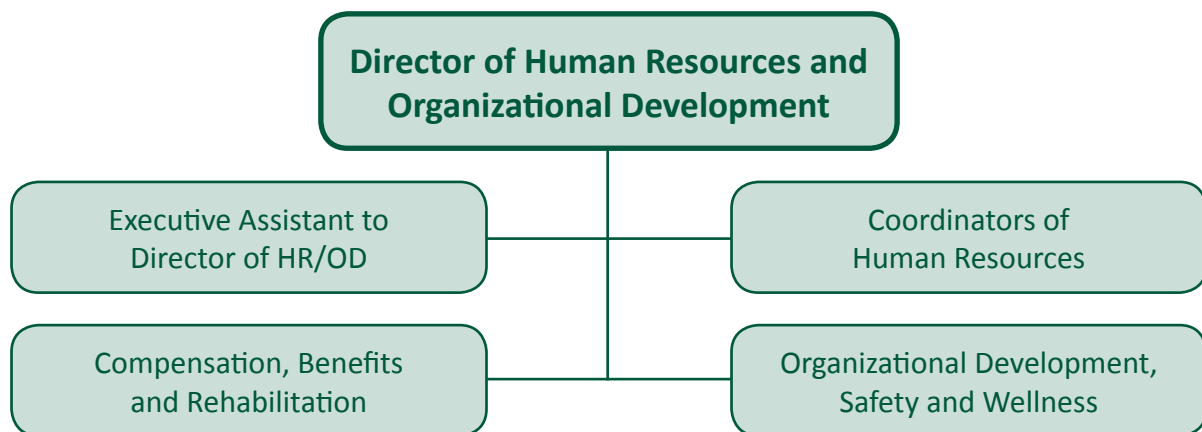 Director of Human Resources and
Organizational Development
Executive Assistant to
Director of HR/OD
Coordinators of
Human Resources
Compensation, Benefits
and Rehabilitation
Organizational Development,
Safety and Wellness